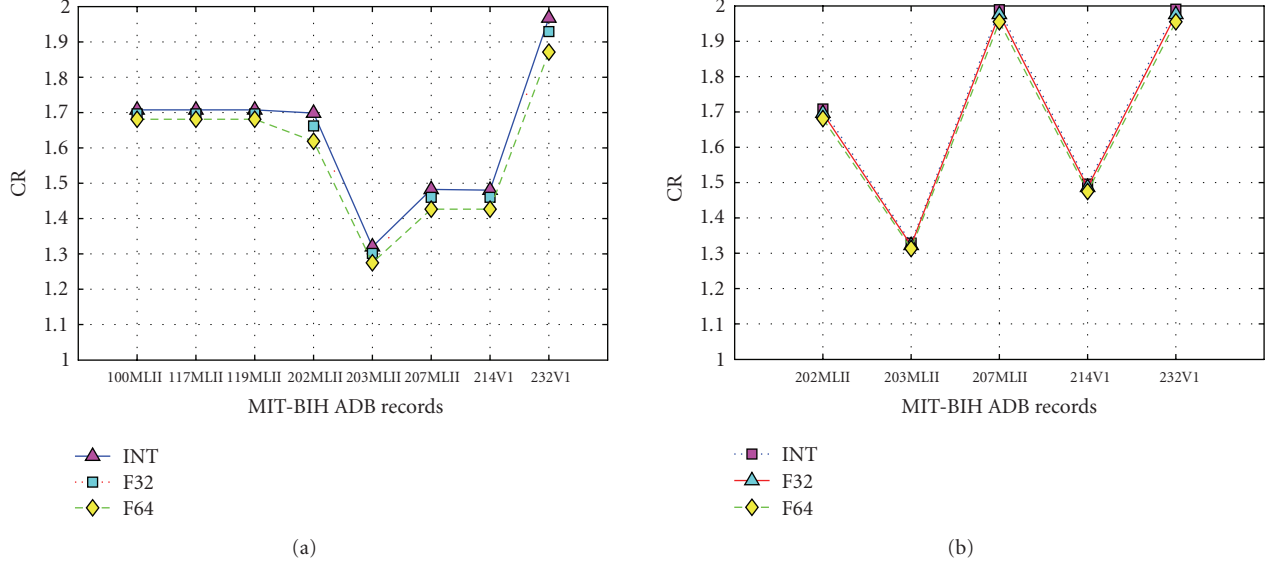 2
1.9
1.8
1.7
1.6
1.5
1.4
1.3
1.2
1.1
1
CR
100MLII 117MLII 119MLII 202MLII 203MLII 207MLII 214V1 232V1
MIT-BIH ADB records
INT
F32
F64
(a)
2
1.9
1.8
1.7
1.6
1.5
1.4
1.3
1.2
1.1
1
CR
202MLII 203MLII 207MLII 214V1 232V1
MIT-BIH ADB records
INT
F32
F64
(b)